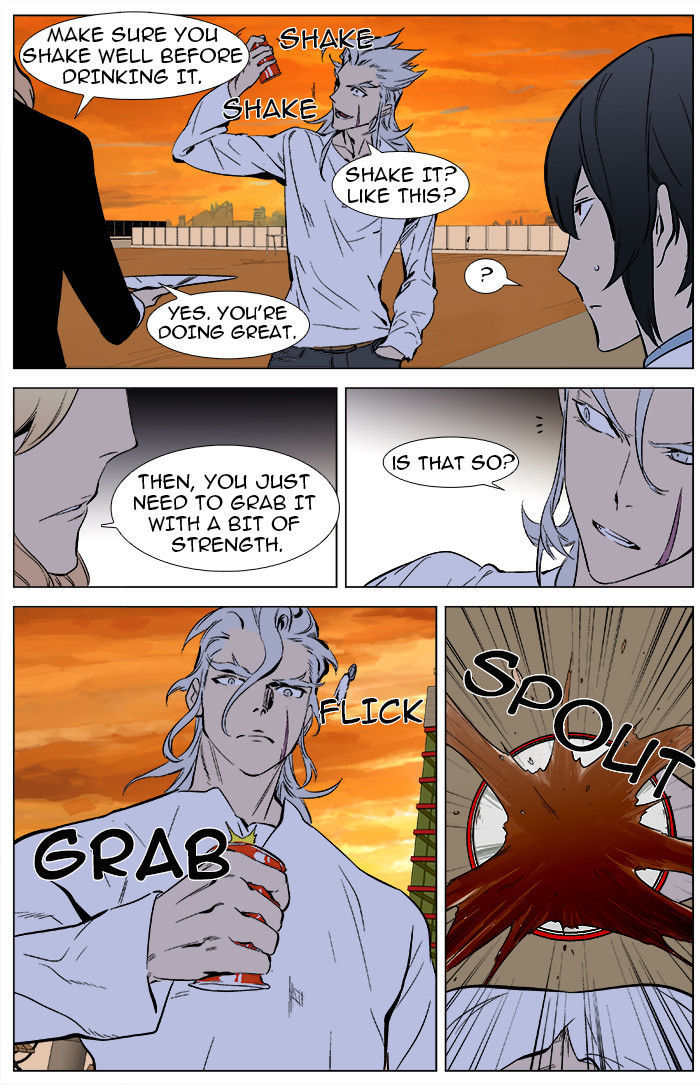 MAKE SURE YOU
SHAKE WELL BEFORE
DRINKING IT.
SHAKE
SHAKE
SHAKE IT?
LIKE THIS?
?
YES. YOU'RE
DOING GREAT.
THEN, YOU JUST
NEED TO GRAB IT
WITH A BIT OF
STRENGTH.
IS THAT SO?
FLICK
GRAB
SPOUT